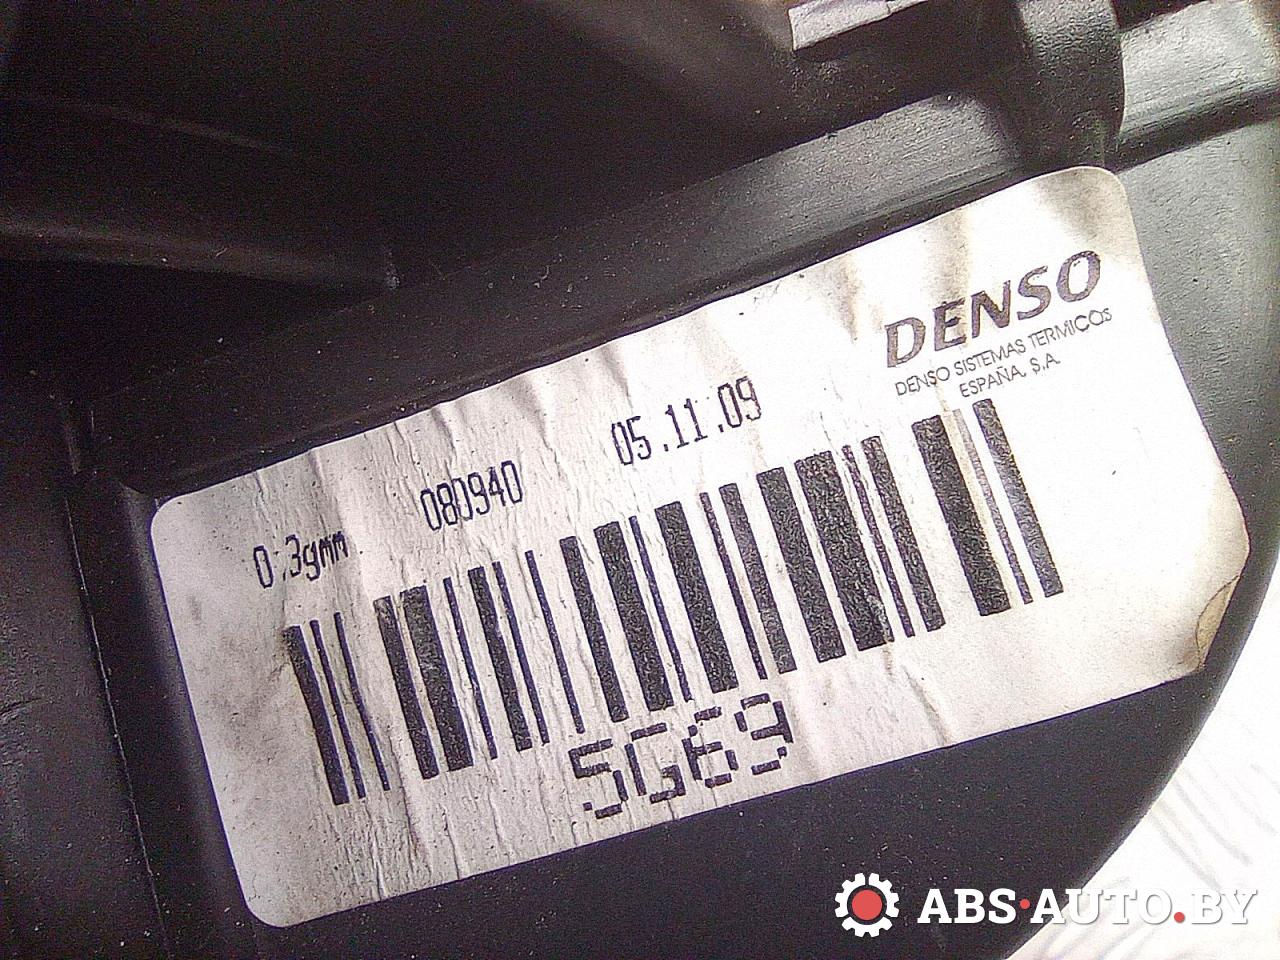 DENSO
DENSO SISTEMAS TERMICOS
ESPAÑA, S.A.
0.3gmm 080940 05.11.09
5G69
ABS·AUTO.BY